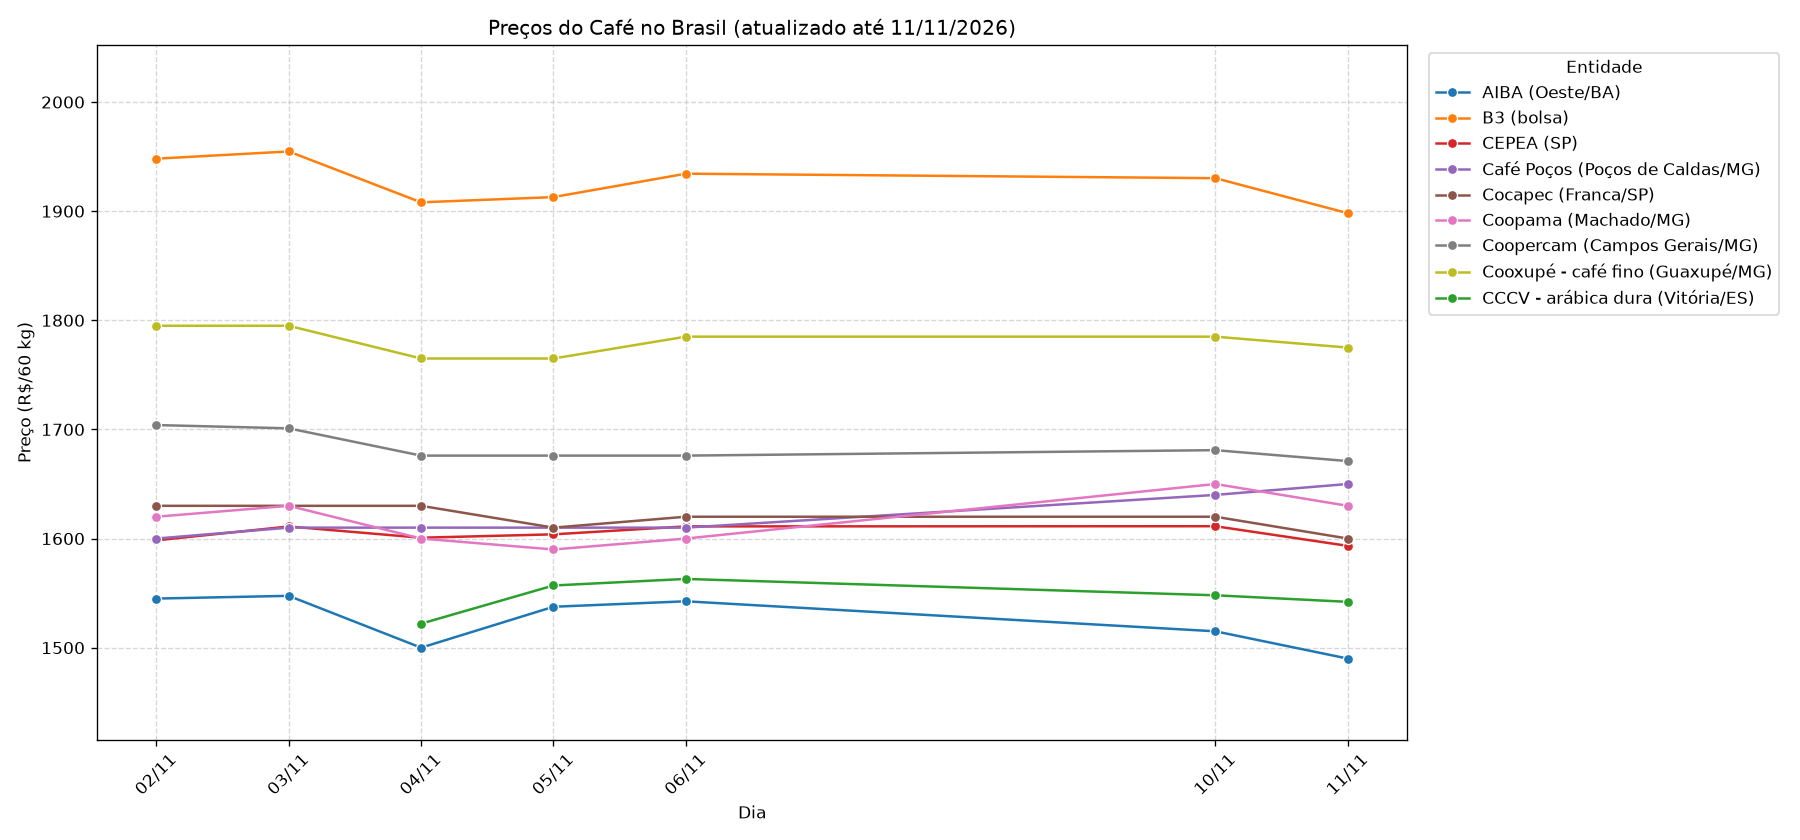 Preços do Café no Brasil (atualizado até 11/11/2026)
Preço (R$/60 kg)
2000
1900
1800
1700
1600
1500
02/11
03/11
04/11
05/11
06/11
10/11
11/11
Dia
Entidade
AIBA (Oeste/BA)
B3 (bolsa)
CEPEA (SP)
Café Poços (Poços de Caldas/MG)
Cocapec (Franca/SP)
Coopama (Machado/MG)
Coopercam (Campos Gerais/MG)
Cooxupé - café fino (Guaxupé/MG)
CCCV - arábica dura (Vitória/ES)